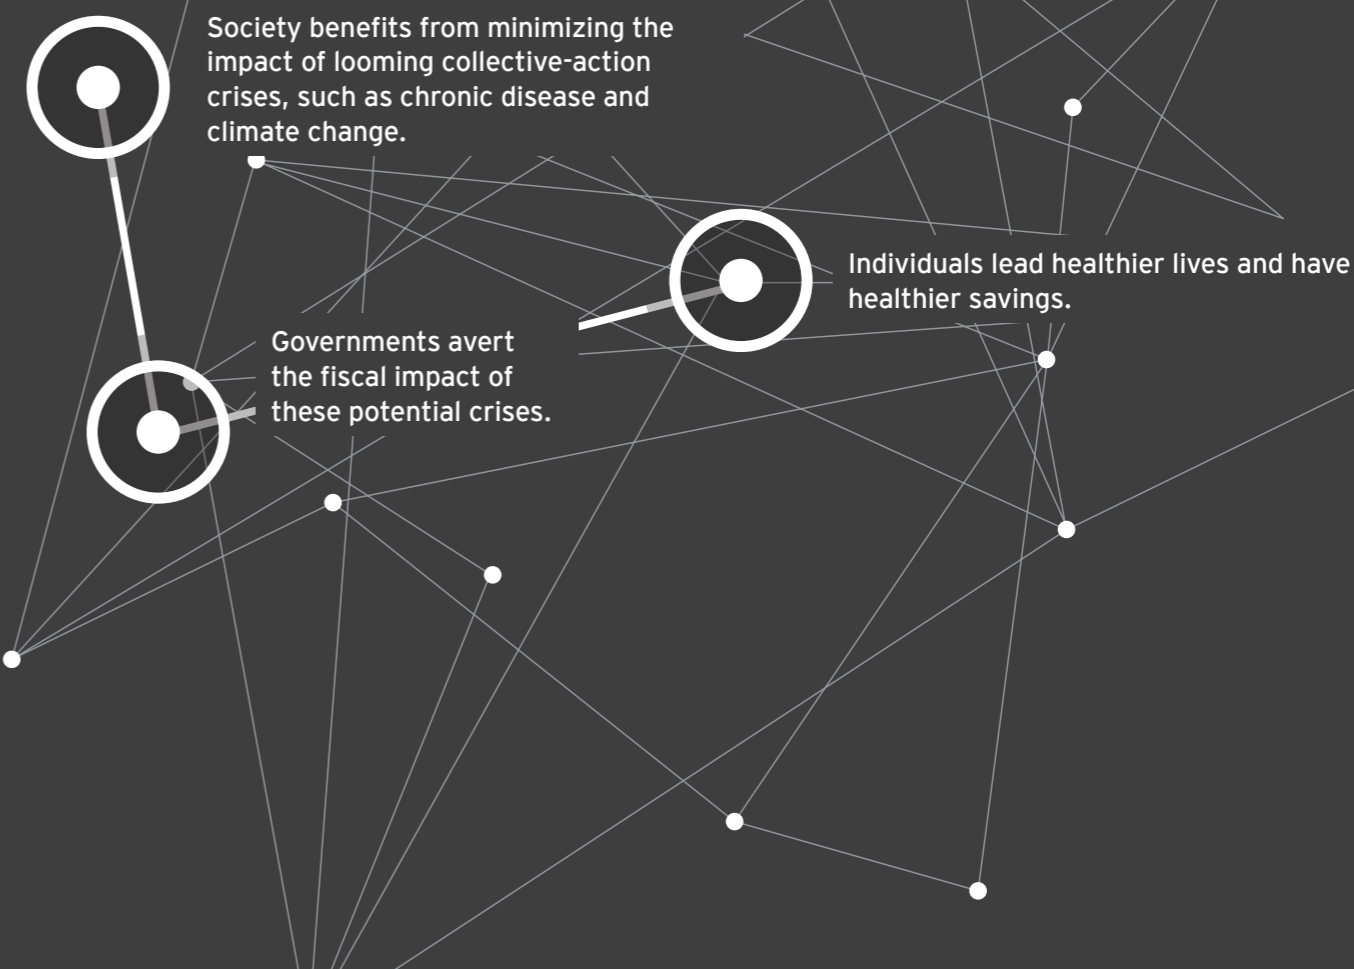 Society benefits from minimizing the
impact of looming collective-action
crises, such as chronic disease and
climate change.
Individuals lead healthier lives and have
healthier savings.
Governments avert
the fiscal impact of
these potential crises.